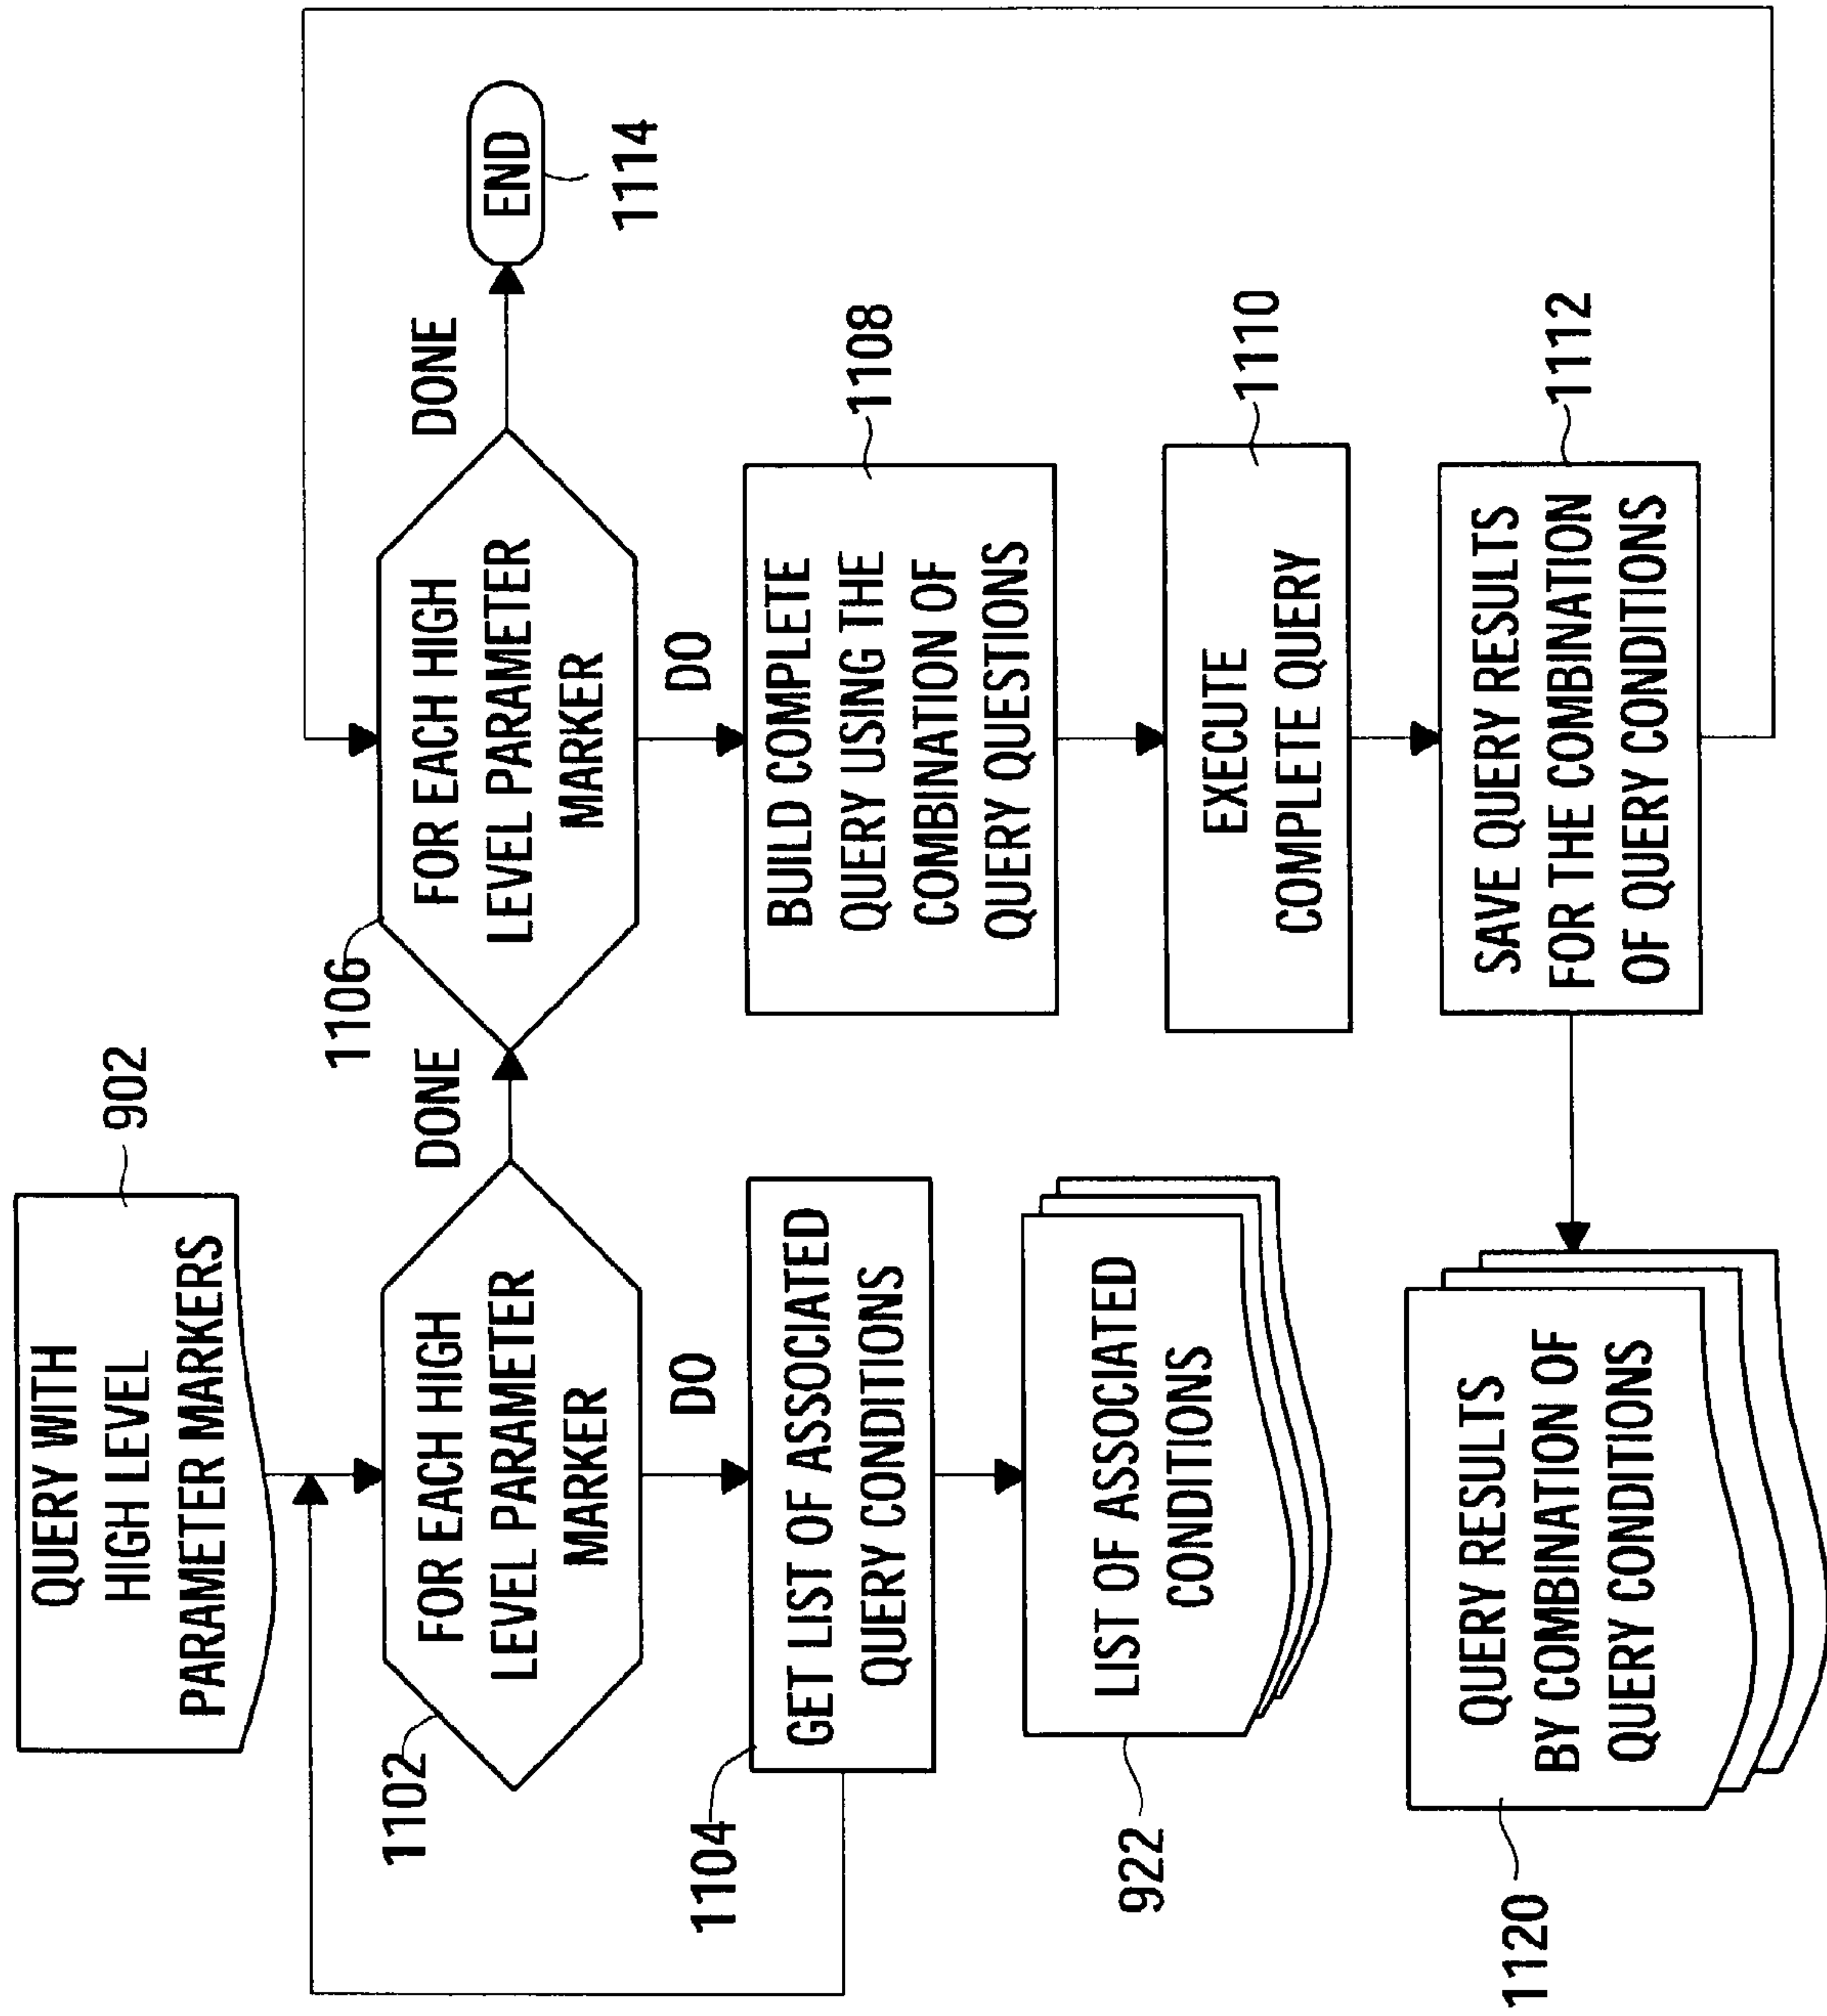 QUERY WITH
HIGH LEVEL
PARAMETER MARKERS
902
1102
FOR EACH HIGH
LEVEL PARAMETER
MARKER
DONE
DO
1104
GET LIST OF ASSOCIATED
QUERY CONDITIONS
LIST OF ASSOCIATED
CONDITIONS
922
1106
FOR EACH HIGH
LEVEL PARAMETER
MARKER
DONE
END
1114
DO
BUILD COMPLETE
QUERY USING THE
COMBINATION OF
QUERY QUESTIONS
1108
EXECUTE
COMPLETE QUERY
1110
SAVE QUERY RESULTS
FOR THE COMBINATION
OF QUERY CONDITIONS
1112
QUERY RESULTS
BY COMBINATION OF
QUERY CONDITIONS
1120